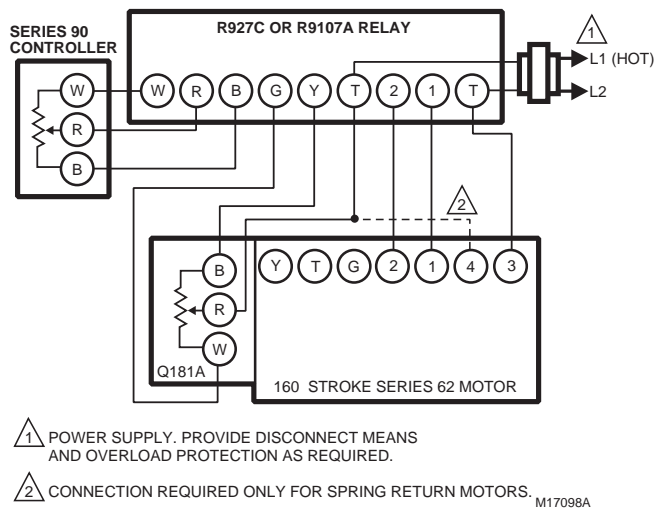 SERIES 90
CONTROLLER
R927C OR R9107A RELAY
1
L1 (HOT)
L2
W
R
B
W R B G Y T 2 1 T
2
B
R
W
Q181A
Y T G 2 1 4 3
160 STROKE SERIES 62 MOTOR
1 POWER SUPPLY. PROVIDE DISCONNECT MEANS
AND OVERLOAD PROTECTION AS REQUIRED.
2 CONNECTION REQUIRED ONLY FOR SPRING RETURN MOTORS.
M17098A